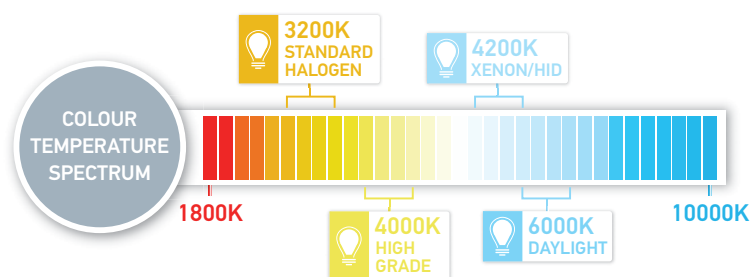 COLOUR
TEMPERATURE
SPECTRUM
3200K
STANDARD
HALOGEN
4200K
XENON/HID
1800K
4000K
HIGH
GRADE
6000K
DAYLIGHT
10000K